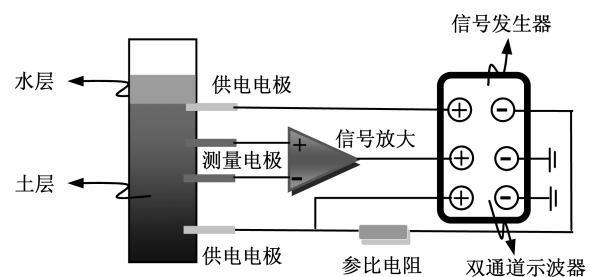 信号发生器
水层
供电电极
信号放大
测量电极
土层
供电电极
参比电阻
双通道示波器